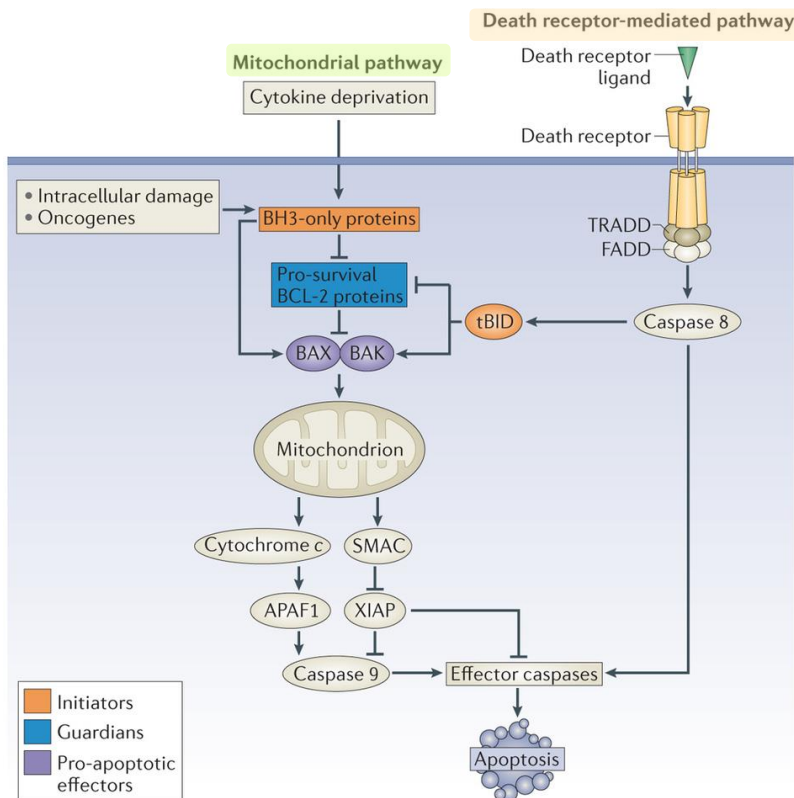 Death receptor-mediated pathway
Mitochondrial pathway
Death receptor
ligand
Cytokine deprivation
Death receptor
• Intracellular damage
• Oncogenes
BH3-only proteins
TRADD
FADD
Pro-survival
BCL-2 proteins
tBID
Caspase 8
BAX
BAK
Mitochondrion
Cytochrome c
SMAC
APAF1
XIAP
Caspase 9
Effector caspases
Initiators
Guardians
Pro-apoptotic
effectors
Apoptosis